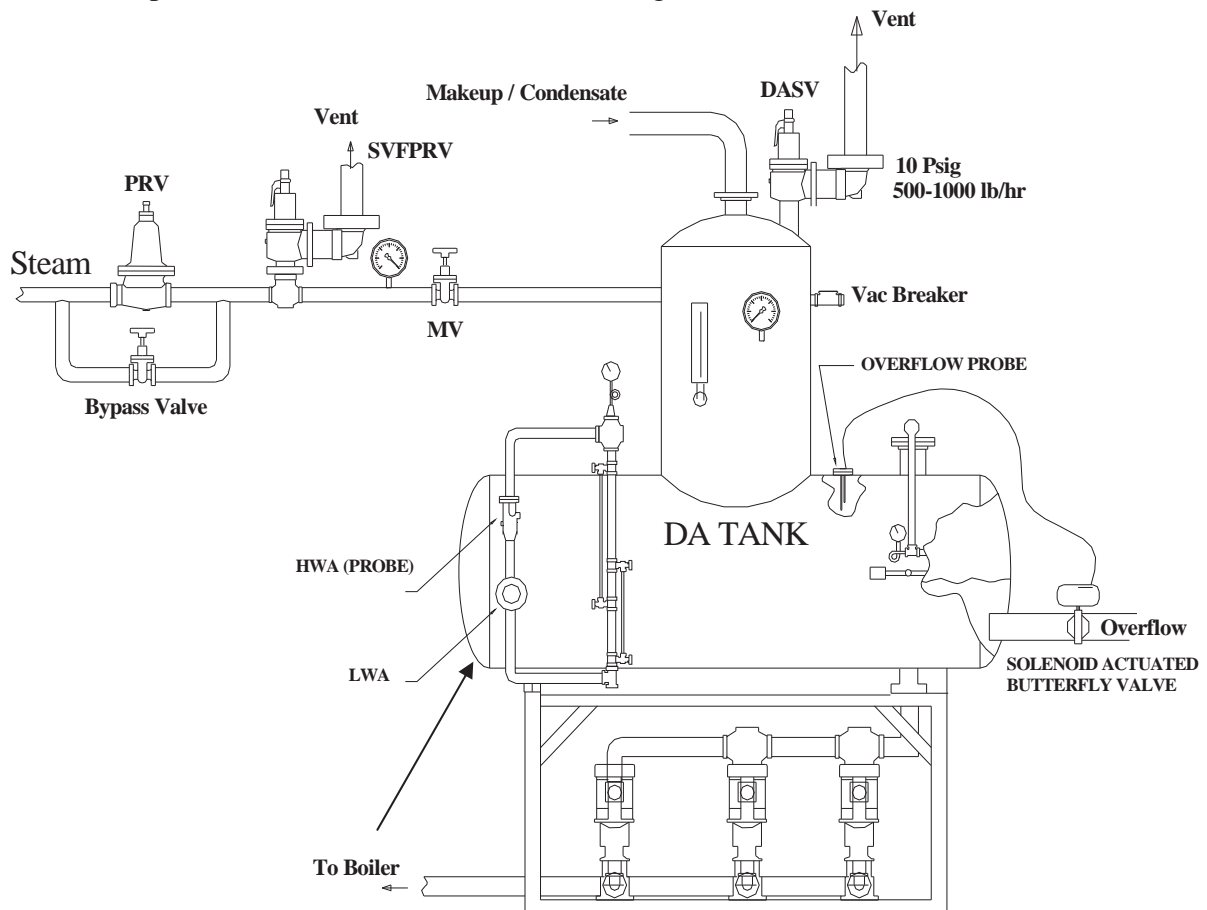 Vent
Makeup / Condensate
DASV
Vent
SVFPRV
PRV
10 Psig
500-1000 lb/hr
Steam
Vac Breaker
MV
OVERFLOW PROBE
Bypass Valve
DA TANK
HWA (PROBE)
Overflow
LWA
SOLENOID ACTUATED
BUTTERFLY VALVE
To Boiler